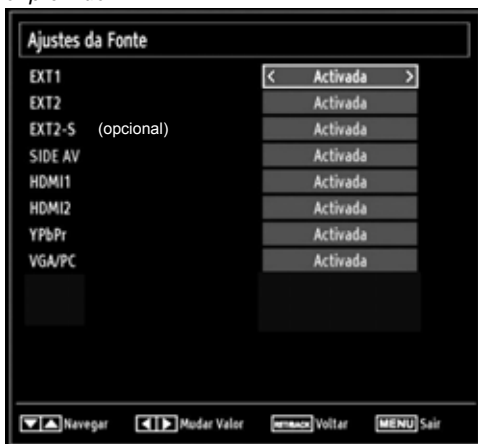 Ajustes da Fonte
EXT1 < Activada >
EXT2 Activada
EXT2-S (opcional) Activada
SIDE AV Activada
HDMI1 Activada
HDMI2 Activada
YPbPr Activada
VGA/PC Activada
Navegar Mudar Valor Voltar MENU Sair